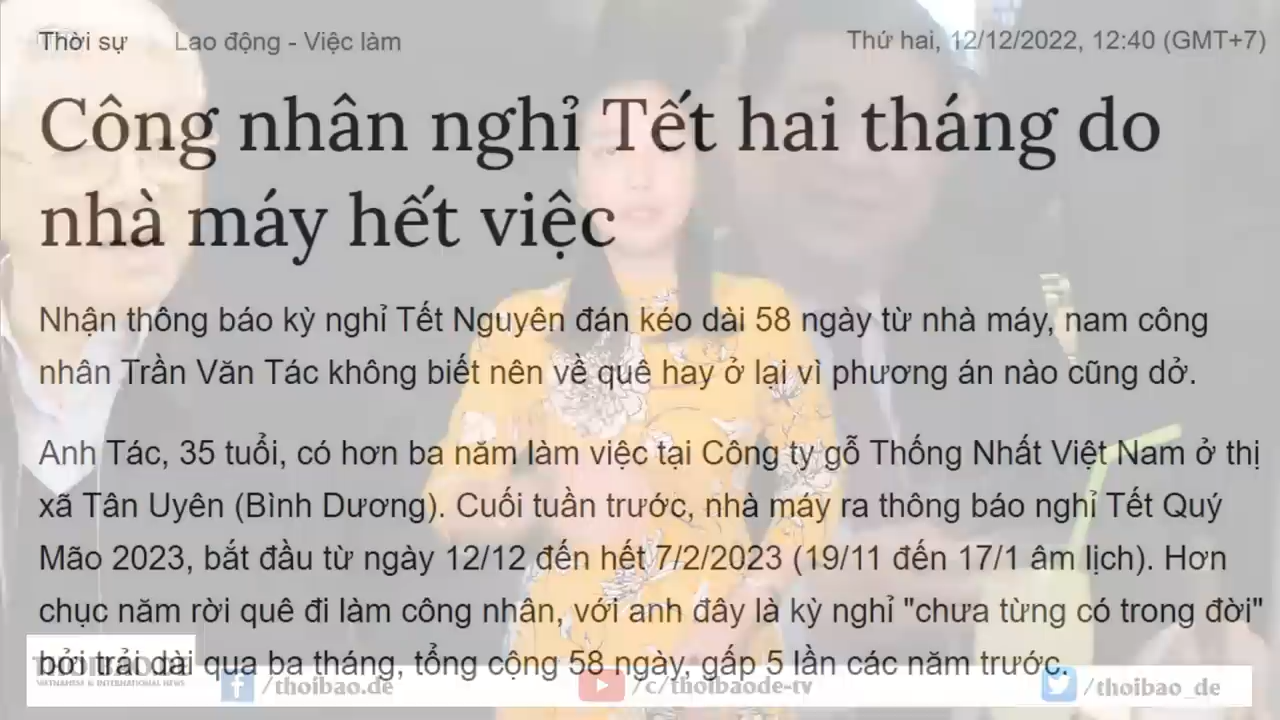 Thời sự Lao động - Việc làm Thứ hai, 12/12/2022, 12:40 (GMT+7)
Công nhân nghỉ Tết hai tháng do
nhà máy hết việc
Nhận thông báo kỳ nghỉ Tết Nguyên đán kéo dài 58 ngày từ nhà máy, nam công
nhân Trần Văn Tác không biết nên về quê hay ở lại vì phương án nào cũng dở.
Anh Tác, 35 tuổi, có hơn ba năm làm việc tại Công ty gỗ Thống Nhất Việt Nam ở thị
xã Tân Uyên (Bình Dương). Cuối tuần trước, nhà máy ra thông báo nghỉ Tết Quý
Mão 2023, bắt đầu từ ngày 12/12 đến hết 7/2/2023 (19/11 đến 17/1 âm lịch). Hơn
chục năm rời quê đi làm công nhân, với anh đây là kỳ nghỉ "chưa từng có trong đời"
bởi trải dài qua ba tháng, tổng cộng 58 ngày, gấp 5 lần các năm trước.
THOIBAO.DE
VIETNAMESE & INTERNATIONAL NEWS
/thoibao.de /c/thoibaode-tv /thoibao_de